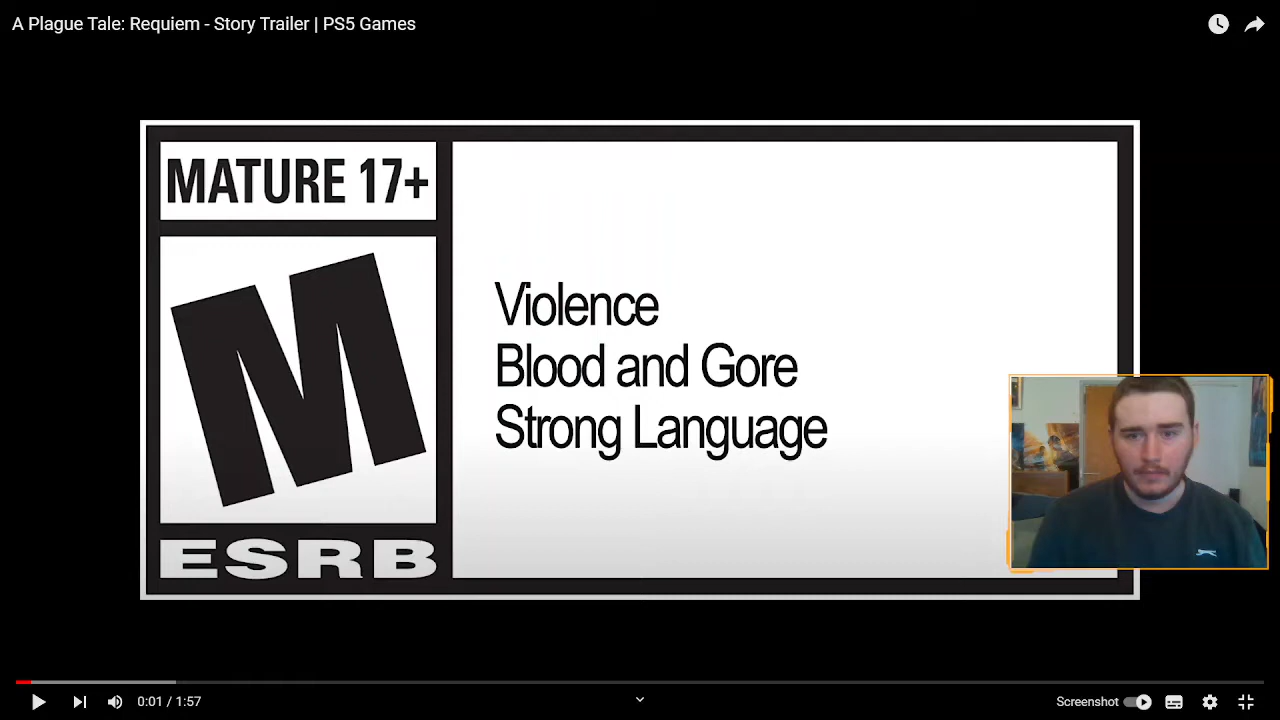 A Plague Tale: Requiem - Story Trailer | PS5 Games
MATURE 17+
M
ESRB
Violence
Blood and Gore
Strong Language
0:01 / 1:57
Screenshot